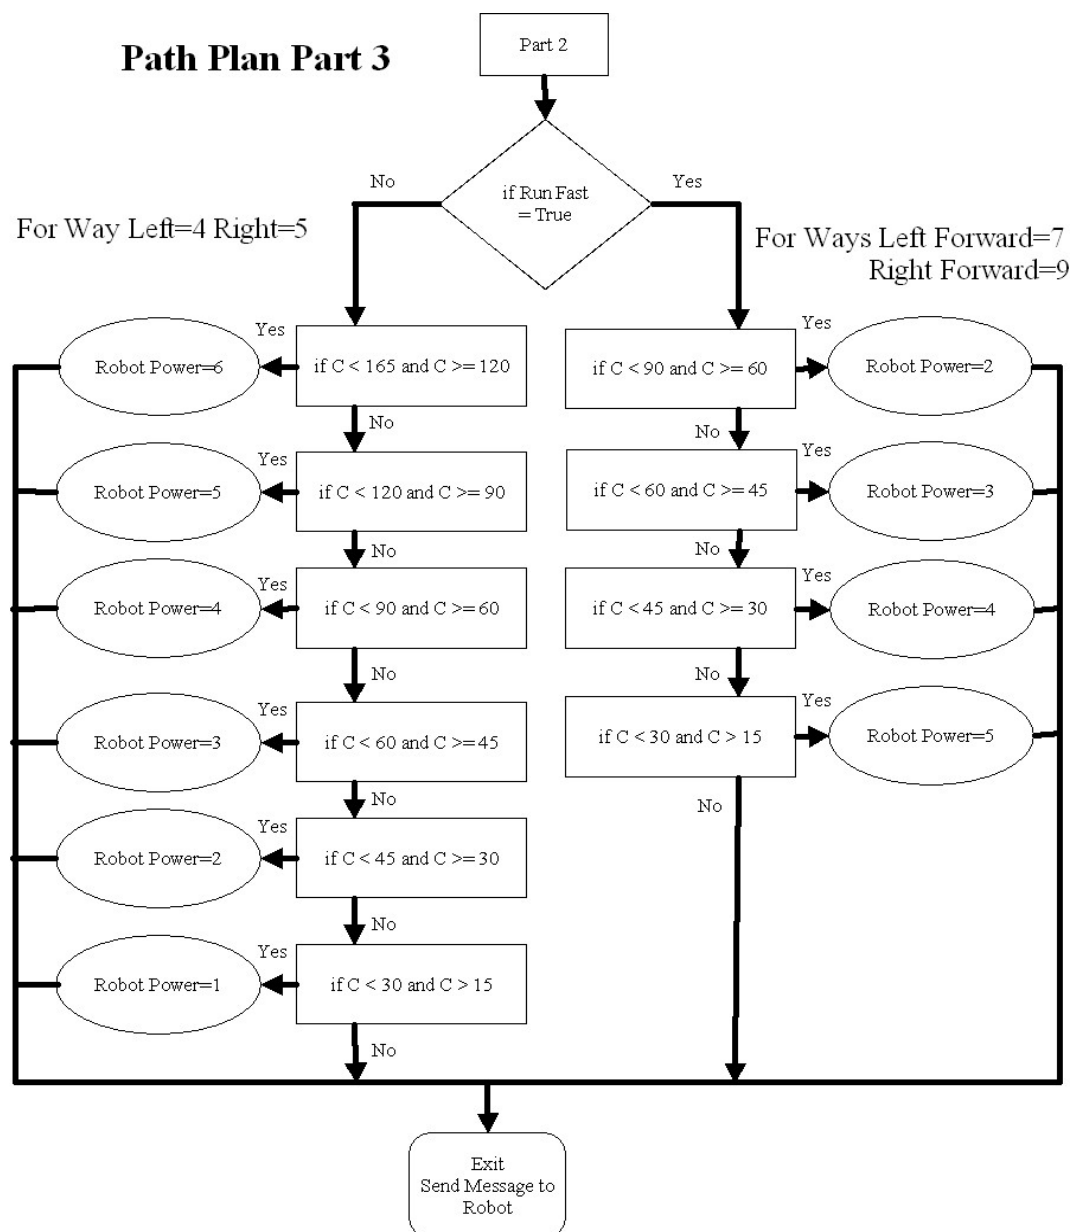 Path Plan Part 3
Part 2
if Run Fast
= True
No
Yes
For Way Left=4 Right=5
For Ways Left Forward=7
Right Forward=9
Robot Power=6
Yes
if C < 165 and C >= 120
No
Robot Power=5
Yes
if C < 120 and C >= 90
No
Robot Power=4
Yes
if C < 90 and C >= 60
No
Robot Power=3
Yes
if C < 60 and C >= 45
No
Robot Power=2
Yes
if C < 45 and C >= 30
No
Robot Power=1
Yes
if C < 30 and C > 15
No
if C < 90 and C >= 60
Yes
Robot Power=2
No
if C < 60 and C >= 45
Yes
Robot Power=3
No
if C < 45 and C >= 30
Yes
Robot Power=4
No
if C < 30 and C > 15
Yes
Robot Power=5
No
Exit
Send Message to
Robot